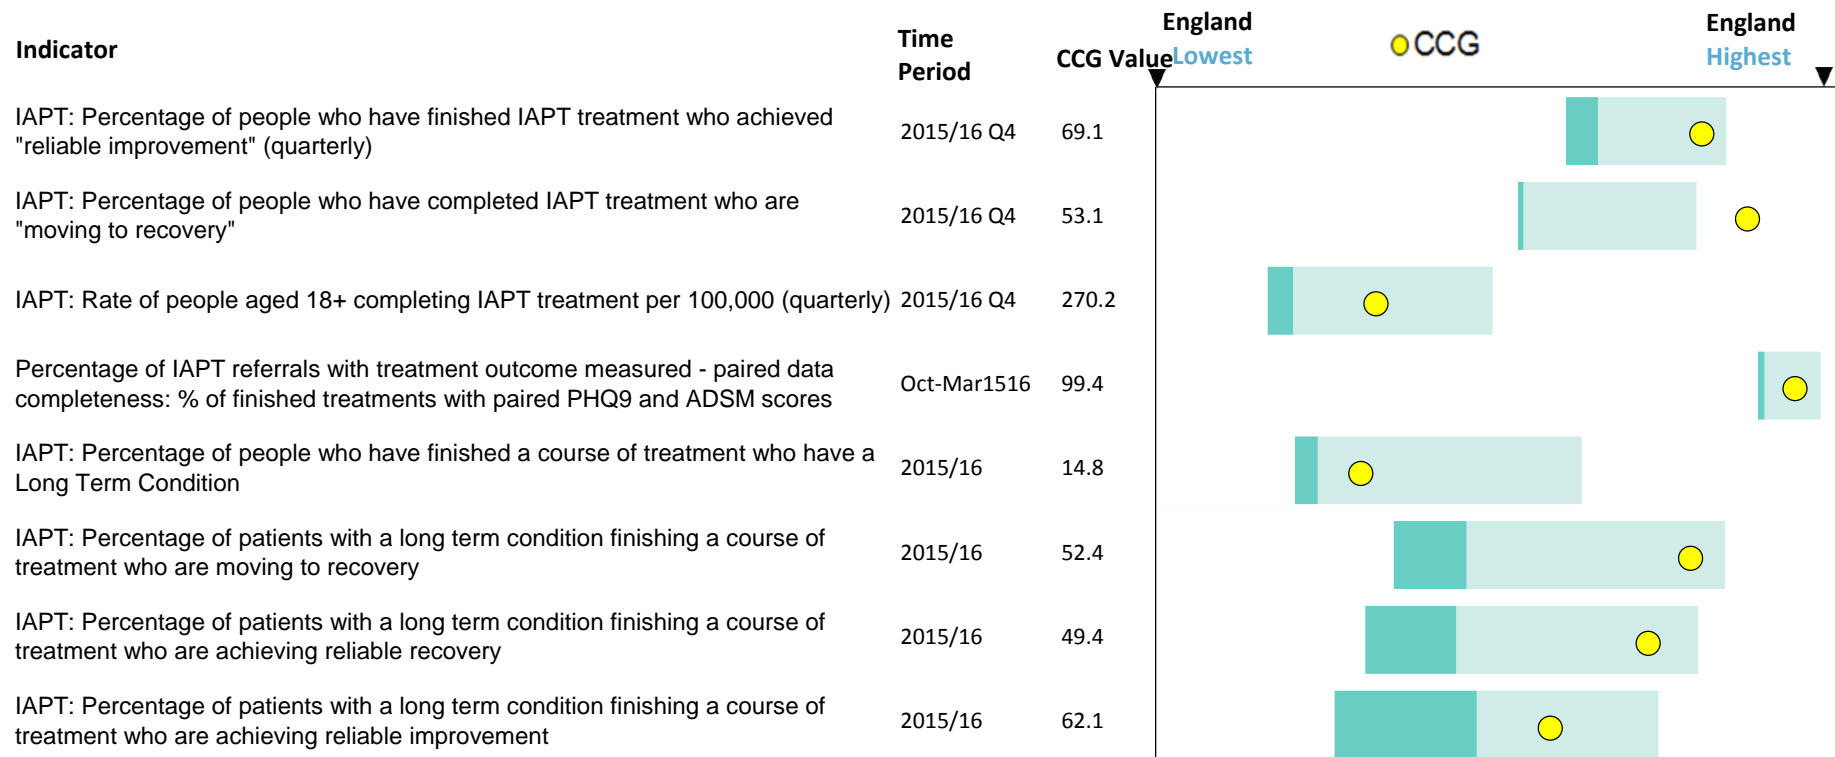 Indicator
Time
Period
CCG Value
England
Lowest
CCG
England
Highest
IAPT: Percentage of people who have finished IAPT treatment who achieved
"reliable improvement" (quarterly)
2015/16 Q4
69.1
IAPT: Percentage of people who have completed IAPT treatment who are
"moving to recovery"
2015/16 Q4
53.1
IAPT: Rate of people aged 18+ completing IAPT treatment per 100,000 (quarterly)
2015/16 Q4
270.2
Percentage of IAPT referrals with treatment outcome measured - paired data
completeness: % of finished treatments with paired PHQ9 and ADSM scores
Oct-Mar1516
99.4
IAPT: Percentage of people who have finished a course of treatment who have a
Long Term Condition
2015/16
14.8
IAPT: Percentage of patients with a long term condition finishing a course of
treatment who are moving to recovery
2015/16
52.4
IAPT: Percentage of patients with a long term condition finishing a course of
treatment who are achieving reliable recovery
2015/16
49.4
IAPT: Percentage of patients with a long term condition finishing a course of
treatment who are achieving reliable improvement
2015/16
62.1